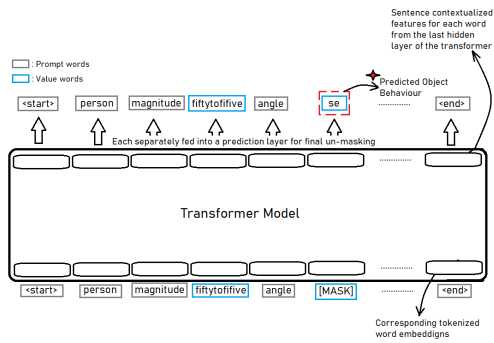 Sentence contextualized
features for each word
from the last hidden
layer of the transformer
: Prompt words
: Value words
Predicted Object
Behaviour
<start> person magnitude fiftytofifive angle se .............. <end>
Each separately fed into a prediction layer for final un-masking
..............
Transformer Model
..............
<start> person magnitude fiftytofifive angle [MASK] .............. <end>
Corresponding tokenized
word embeddigns